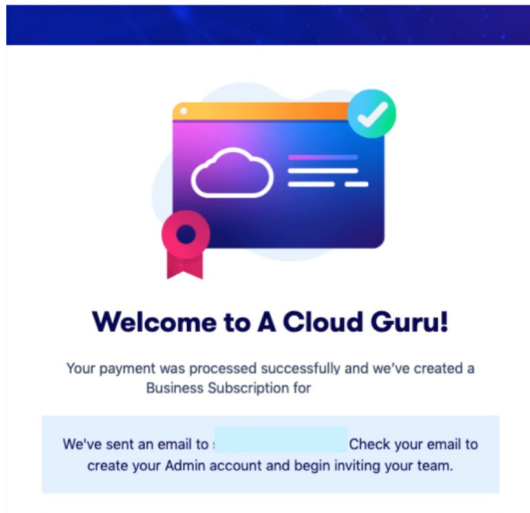 Welcome to A Cloud Guru!
Your payment was processed successfully and we've created a
Business Subscription for
We've sent an email to Check your email to
create your Admin account and begin inviting your team.